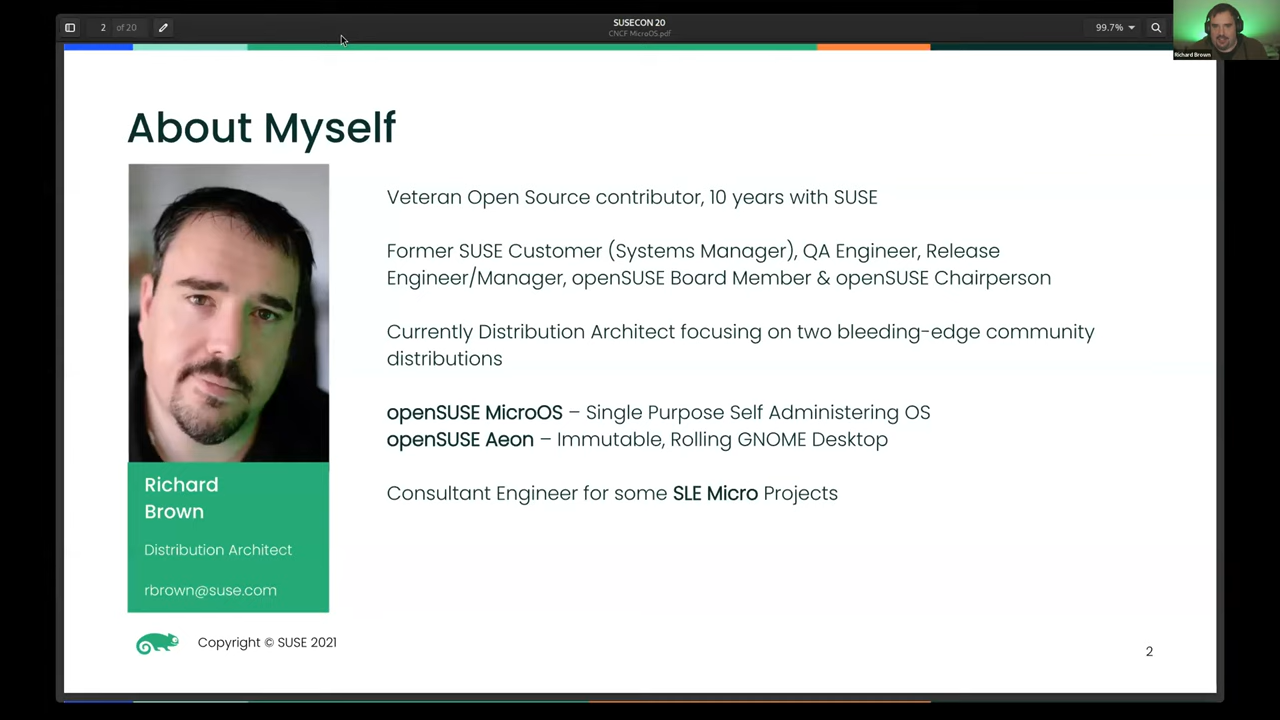 2 of 20
SUSECON 20
CNCF MicroOS.pdf
99.7%
Richard Brown
About Myself
Veteran Open Source contributor, 10 years with SUSE
Former SUSE Customer (Systems Manager), QA Engineer, Release
Engineer/Manager, openSUSE Board Member & openSUSE Chairperson
Currently Distribution Architect focusing on two bleeding-edge community
distributions
openSUSE MicroOS – Single Purpose Self Administering OS
openSUSE Aeon – Immutable, Rolling GNOME Desktop
Consultant Engineer for some SLE Micro Projects
Richard
Brown
Distribution Architect
rbrown@suse.com
Copyright © SUSE 2021
2